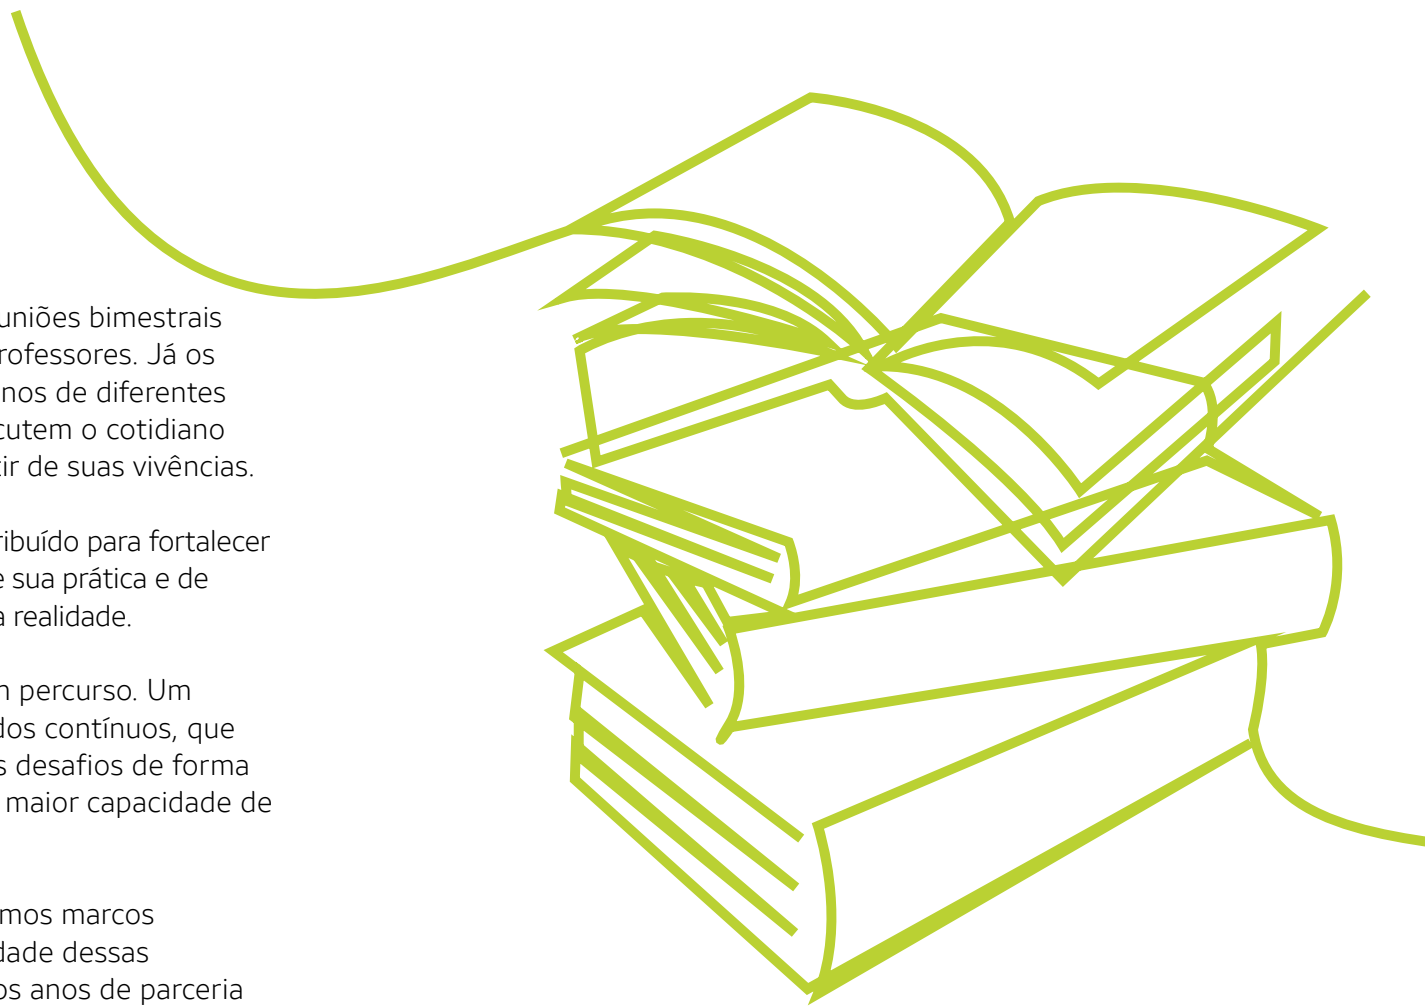 uniões bimestrais
rofessores. Já os
nos de diferentes
cutem o cotidiano
tir de suas vivências.
ribuído para fortalecer
e sua prática e de
a realidade.
n percurso. Um
dos contínuos, que
s desafios de forma
maior capacidade de
mos marcos
dade dessas
os anos de parceria